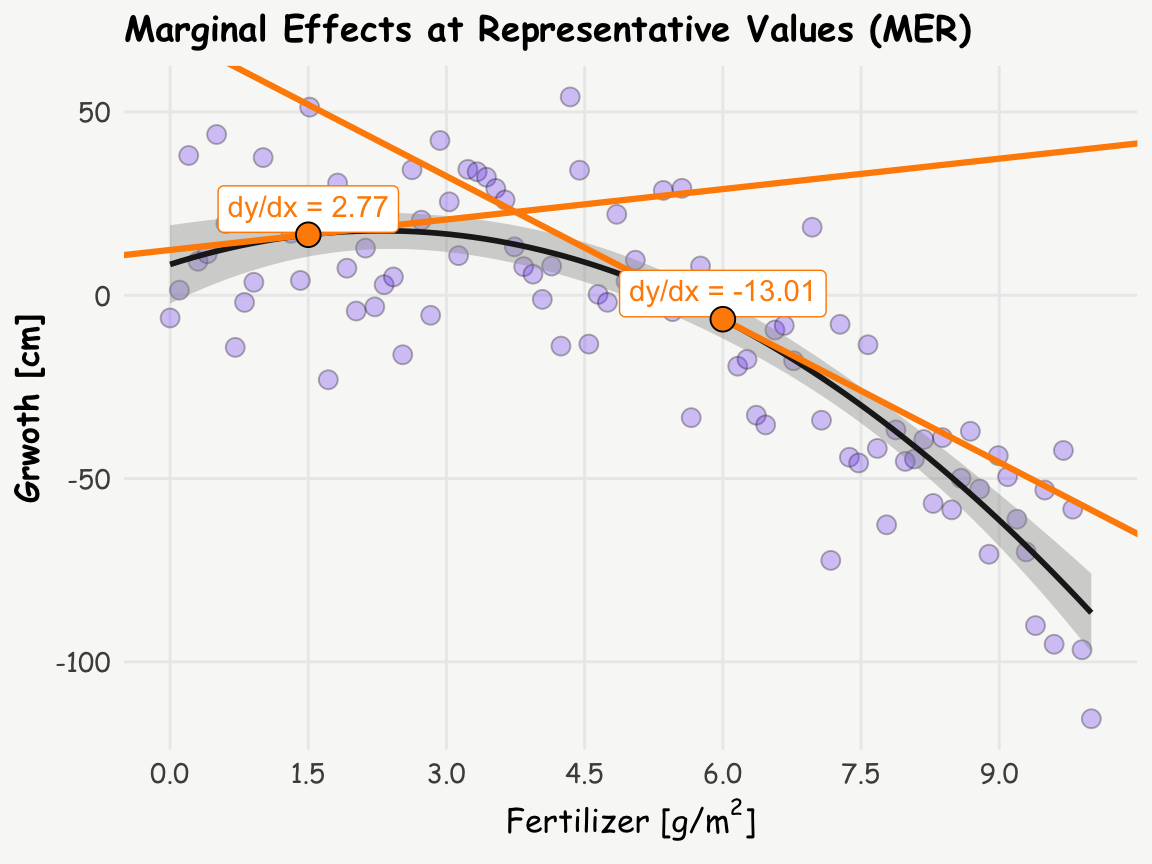 Marginal Effects at Representative Values (MER)
50
0
-50
-100
Grwoth [cm]
dy/dx = 2.77
dy/dx = -13.01
0.0 1.5 3.0 4.5 6.0 7.5 9.0
Fertilizer [g/m²]